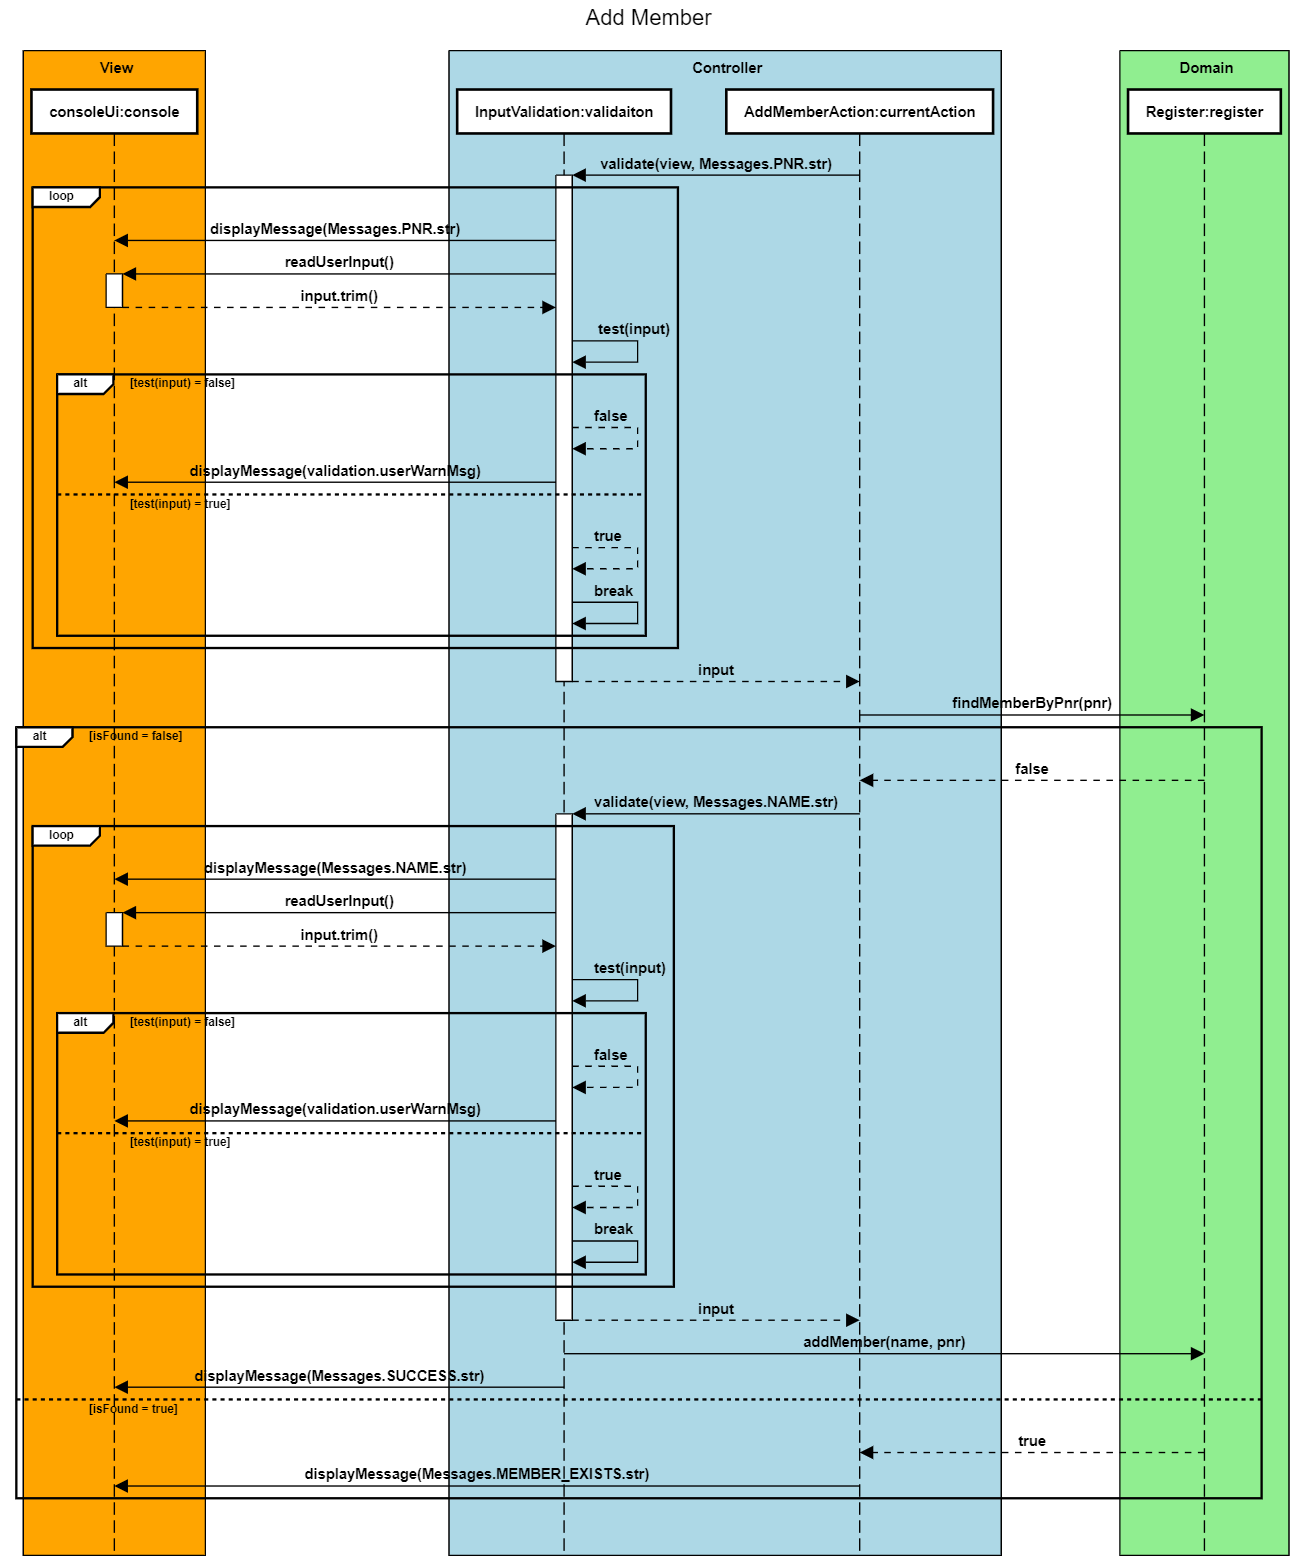 Add Member
View
Controller
Domain
consoleUi:console
InputValidation:validaiton
AddMemberAction:currentAction
Register:register
validate(view, Messages.PNR.str)
loop
displayMessage(Messages.PNR.str)
readUserInput()
input.trim()
test(input)
alt
[test(input) = false]
false
displayMessage(validation.userWarnMsg)
[test(input) = true]
true
break
input
findMemberByPnr(pnr)
alt
[isFound = false]
false
validate(view, Messages.NAME.str)
loop
displayMessage(Messages.NAME.str)
readUserInput()
input.trim()
test(input)
alt
[test(input) = false]
false
displayMessage(validation.userWarnMsg)
[test(input) = true]
true
break
input
addMember(name, pnr)
displayMessage(Messages.SUCCESS.str)
[isFound = true]
true
displayMessage(Messages.MEMBER_EXISTS.str)